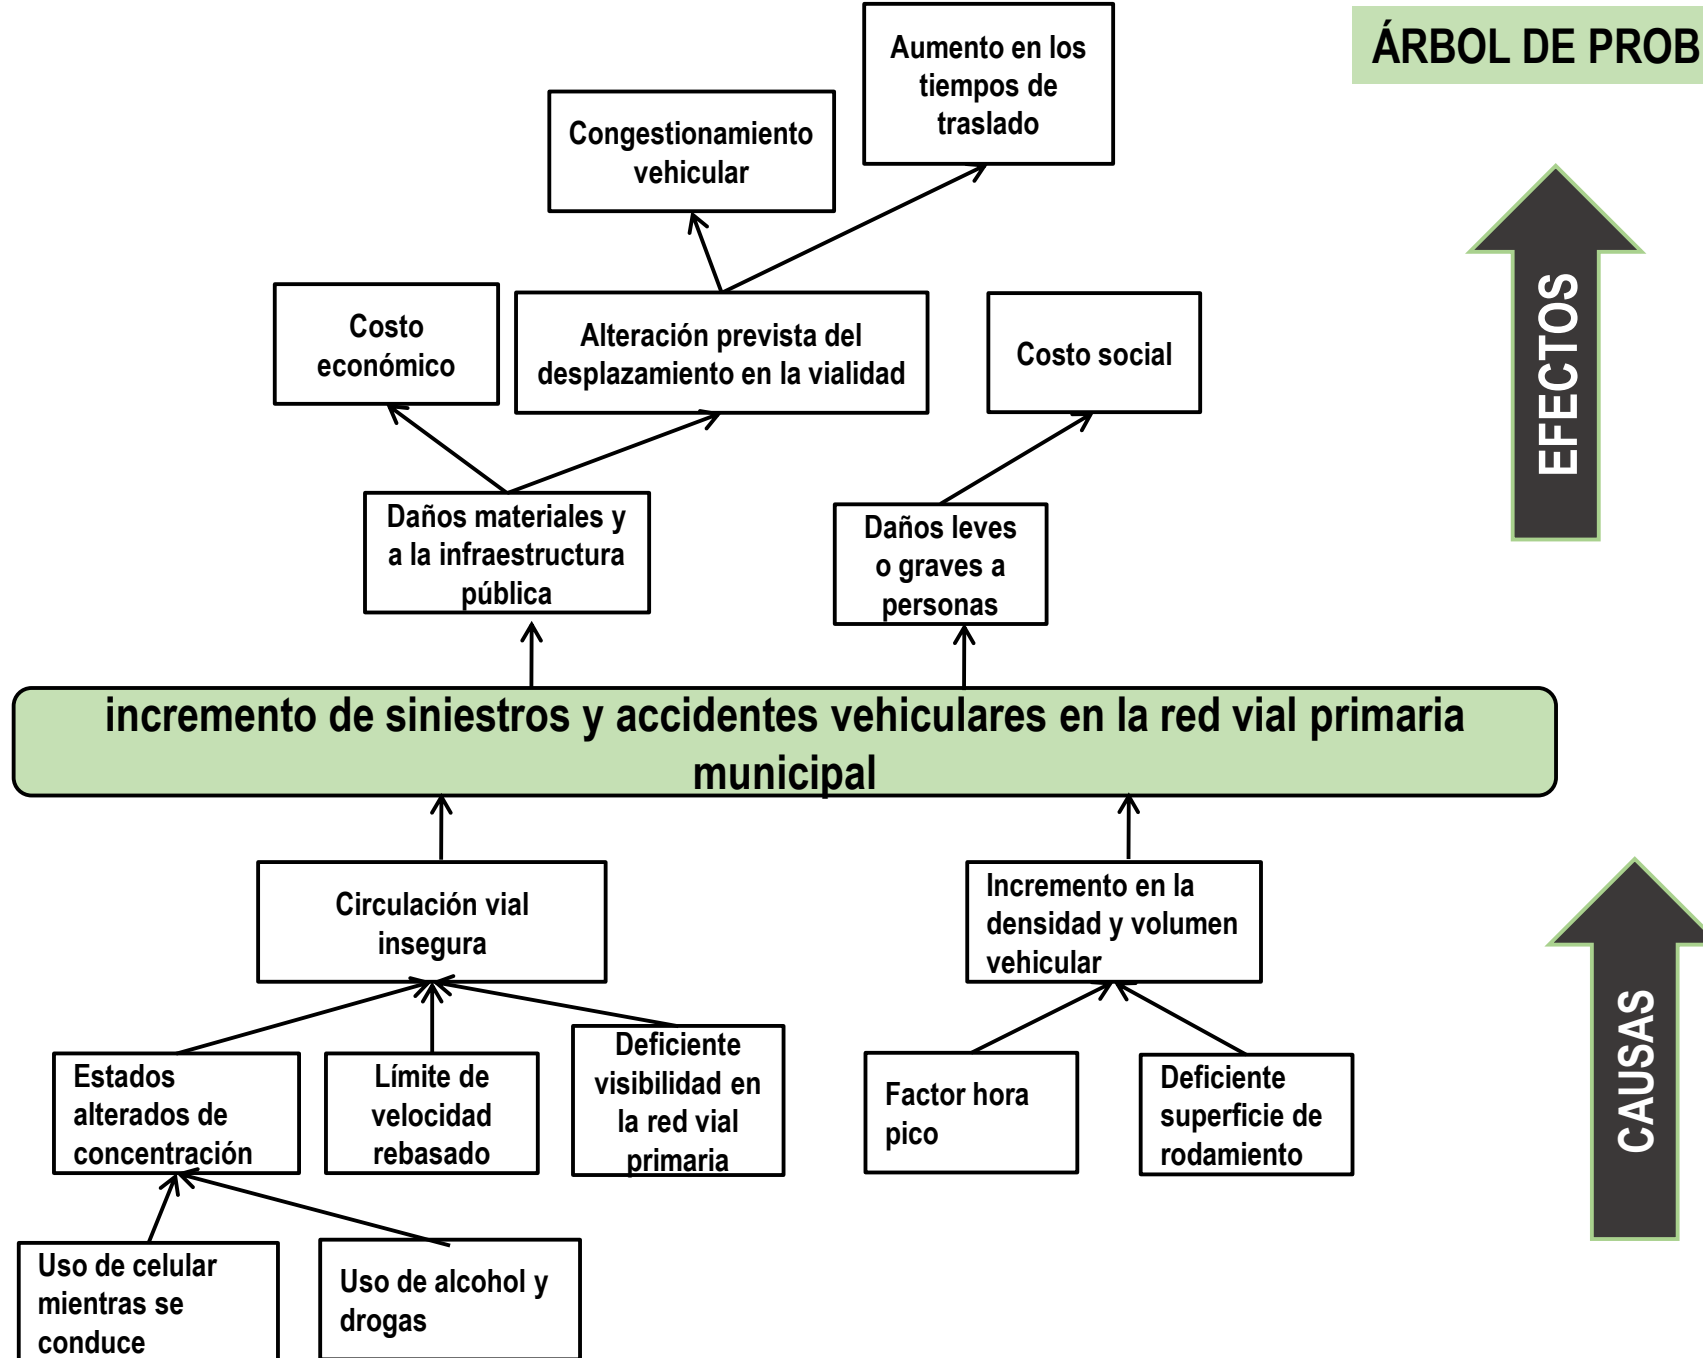 Aumento en los
tiempos de
traslado
ÁRBOL DE PROB
Congestionamiento
vehicular
Costo
económico
Alteración prevista del
desplazamiento en la vialidad
Costo social
EFECTOS
Daños materiales y
a la infraestructura
pública
Daños leves
o graves a
personas
incremento de siniestros y accidentes vehiculares en la red vial primaria
municipal
Circulación vial
insegura
Incremento en la
densidad y volumen
vehicular
CAUSAS
Estados
alterados de
concentración
Límite de
velocidad
rebasado
Deficiente
visibilidad en
la red vial
primaria
Factor hora
pico
Deficiente
superficie de
rodamiento
Uso de celular
mientras se
conduce
Uso de alcohol y
drogas